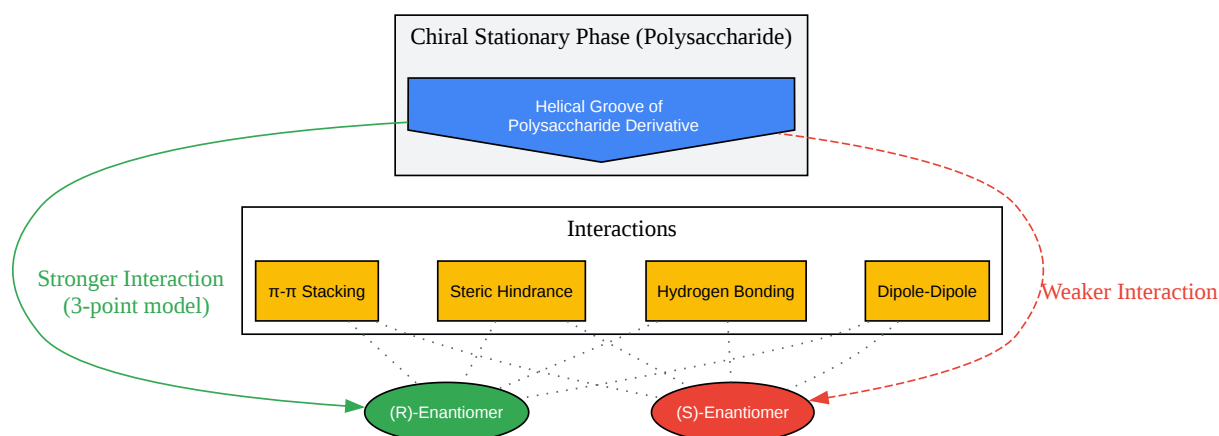 Chiral Stationary Phase (Polysaccharide)
Helical Groove of
Polysaccharide Derivative
Interactions
Stronger Interaction
(3-point model)
π-π Stacking
Steric Hindrance
Hydrogen Bonding
Dipole-Dipole
Weaker Interaction
(R)-Enantiomer
(S)-Enantiomer